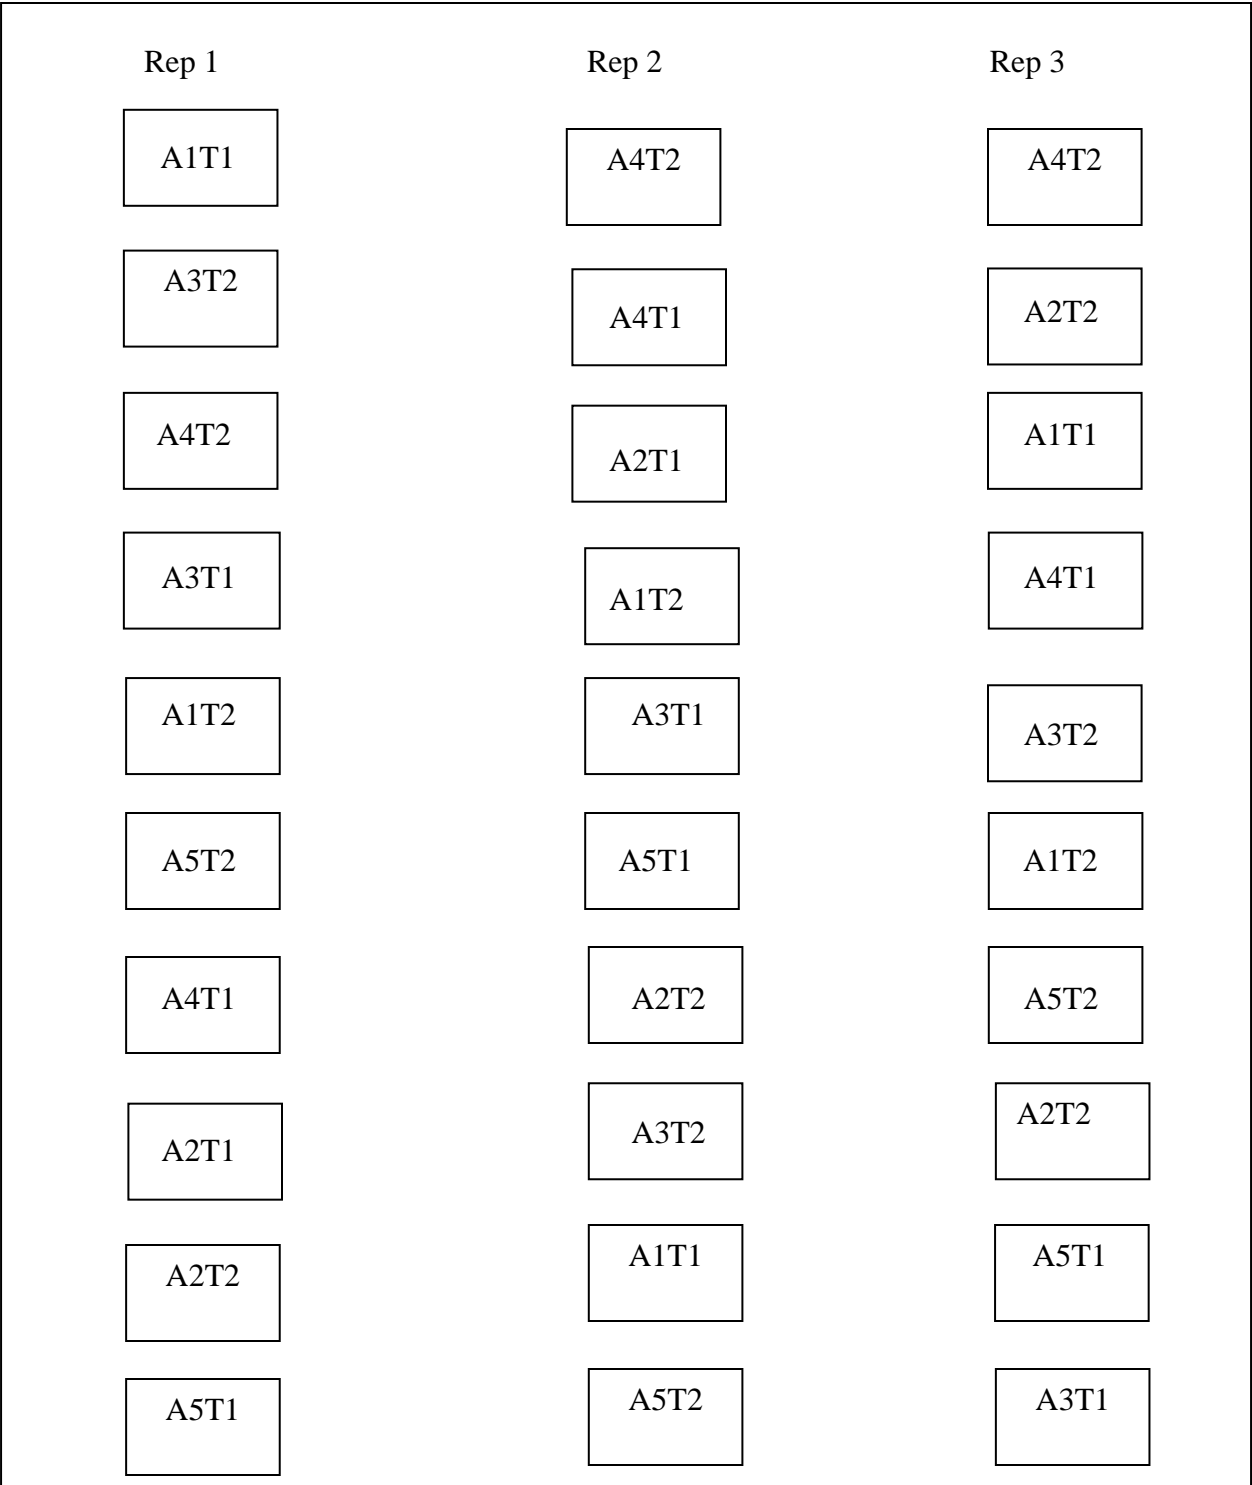 Rep 1 Rep 2 Rep 3
A1T1 A4T2 A4T2
A3T2 A4T1 A2T2
A4T2 A2T1 A1T1
A3T1 A1T2 A4T1
A1T2 A3T1 A3T2
A5T2 A5T1 A1T2
A4T1 A2T2 A5T2
A2T1 A3T2 A2T2
A2T2 A1T1 A5T1
A5T1 A5T2 A3T1